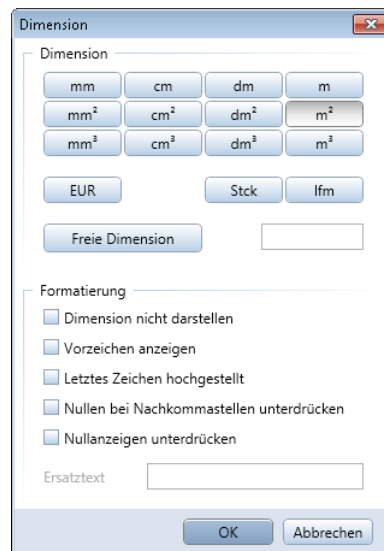 Dimension
Dimension
mm cm dm m
mm² cm² dm² m²
mm³ cm³ dm³ m³
EUR Stck lfm
Freie Dimension
Formatierung
Dimension nicht darstellen
Vorzeichen anzeigen
Letztes Zeichen hochgestellt
Nullen bei Nachkommastellen unterdrücken
Nullanzeigen unterdrücken
Ersatztext
OK Abbrechen